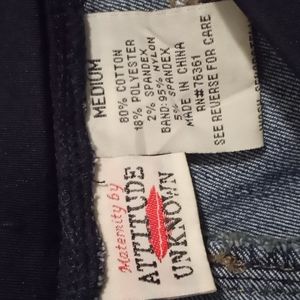 MEDIUM
80% COTTON
18% POLYESTER
2% SPANDEX
BAND: 95% NYLON
5% SPANDEX
MADE IN CHINA
RN#76361
SEE REVERSE FOR CARE
Maternity by
ATTITUDE
UNKNOWN